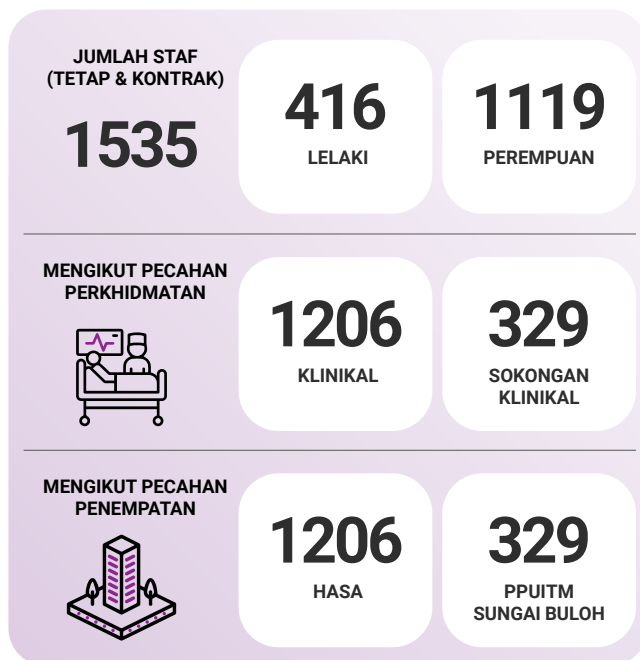 JUMLAH STAF
(TETAP & KONTRAK)
1535
416
LELAKI
1119
PEREMPUAN
MENGIKUT PECAHAN
PERKHIDMATAN
1206
KLINIKAL
329
SOKONGAN
KLINIKAL
MENGIKUT PECAHAN
PENEMPATAN
1206
HASA
329
PPUITM
SUNGAI BULOH